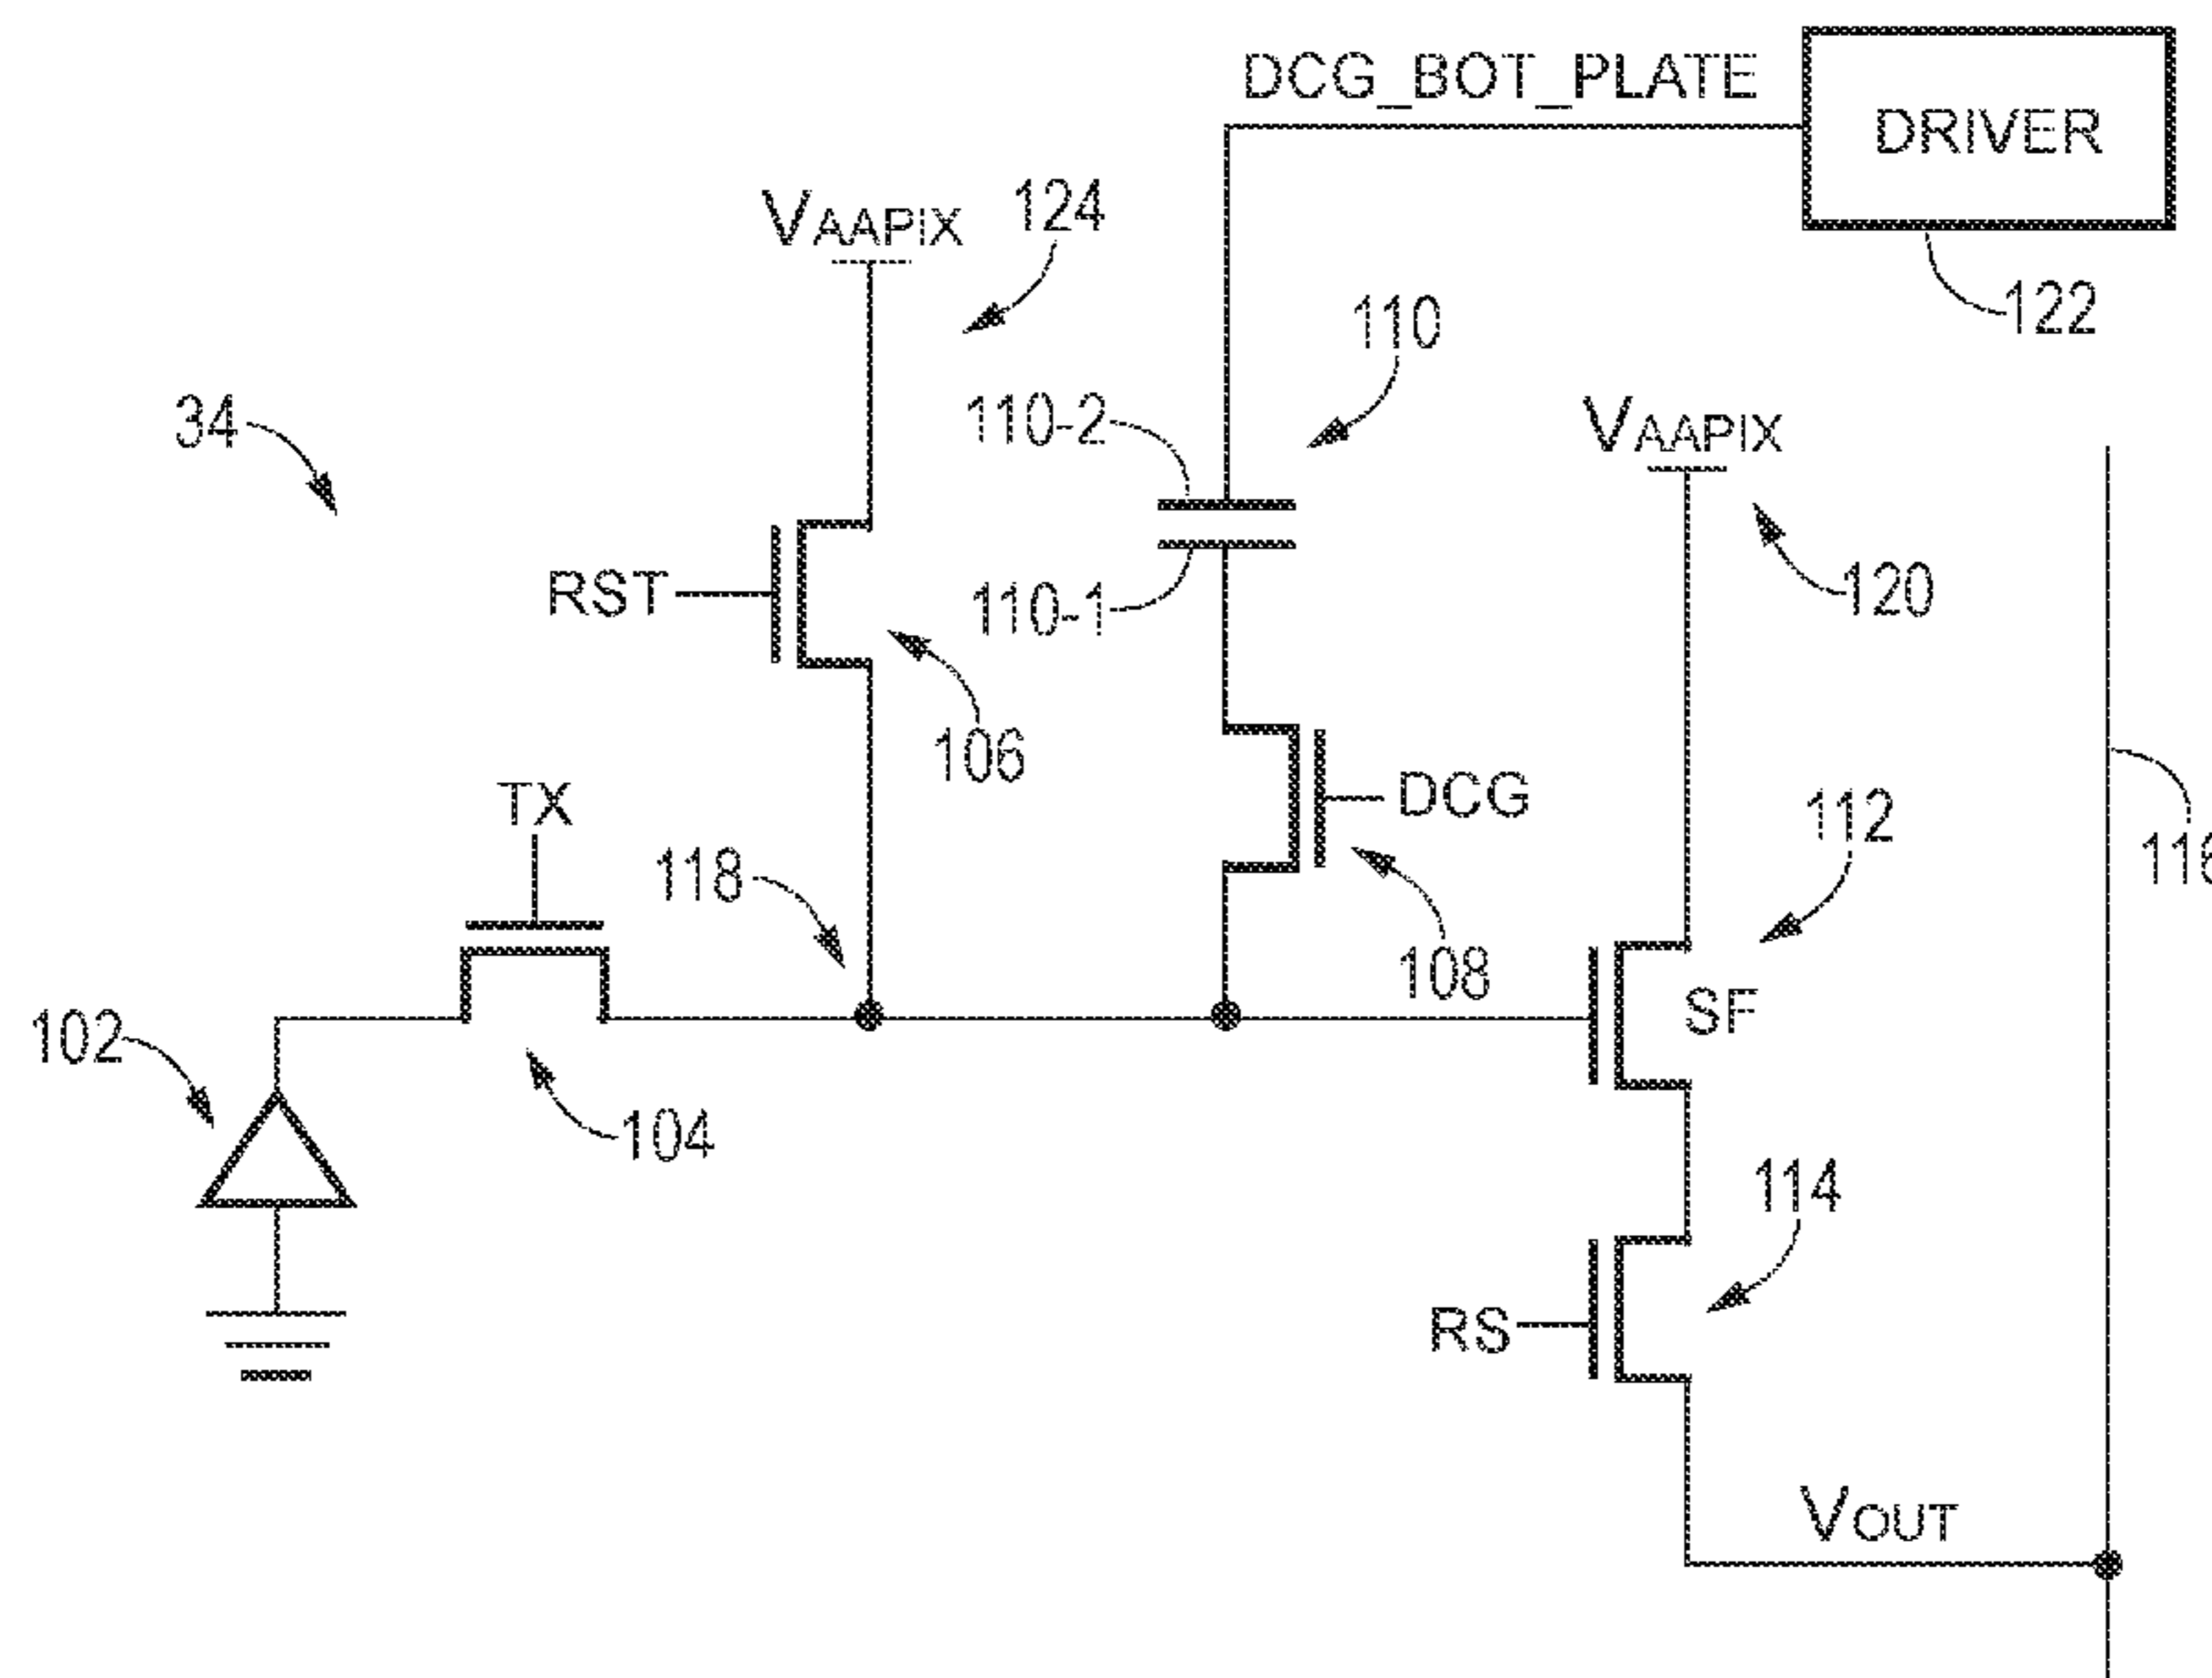 DCG_BOT_PLATE
DRIVER
VAAPIX
124
122
110
34
110-2
VAAPIX
RST
110-1
120
106
TX
DCG
112
118
116
108
SF
102
104
114
RS
VOUT